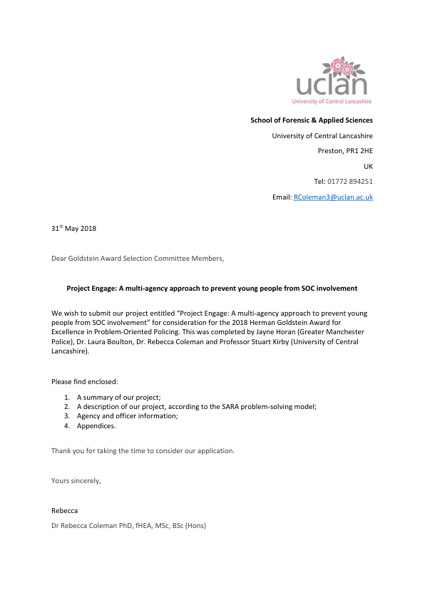 uclan
University of Central Lancashire
School of Forensic & Applied Sciences
University of Central Lancashire
Preston, PR1 2HE
UK
Tel: 01772 894251
Email: RColeman3@uclan.ac.uk
31st May 2018
Dear Goldstein Award Selection Committee Members,
Project Engage: A multi-agency approach to prevent young people from SOC involvement
We wish to submit our project entitled “Project Engage: A multi-agency approach to prevent young
people from SOC involvement” for consideration for the 2018 Herman Goldstein Award for
Excellence in Problem-Oriented Policing. This was completed by Jayne Horan (Greater Manchester
Police), Dr. Laura Boulton, Dr. Rebecca Coleman and Professor Stuart Kirby (University of Central
Lancashire).
Please find enclosed:
1. A summary of our project;
2. A description of our project, according to the SARA problem-solving model;
3. Agency and officer information;
4. Appendices.
Thank you for taking the time to consider our application.
Yours sincerely,
Rebecca
Dr Rebecca Coleman PhD, fHEA, MSc, BSc (Hons)